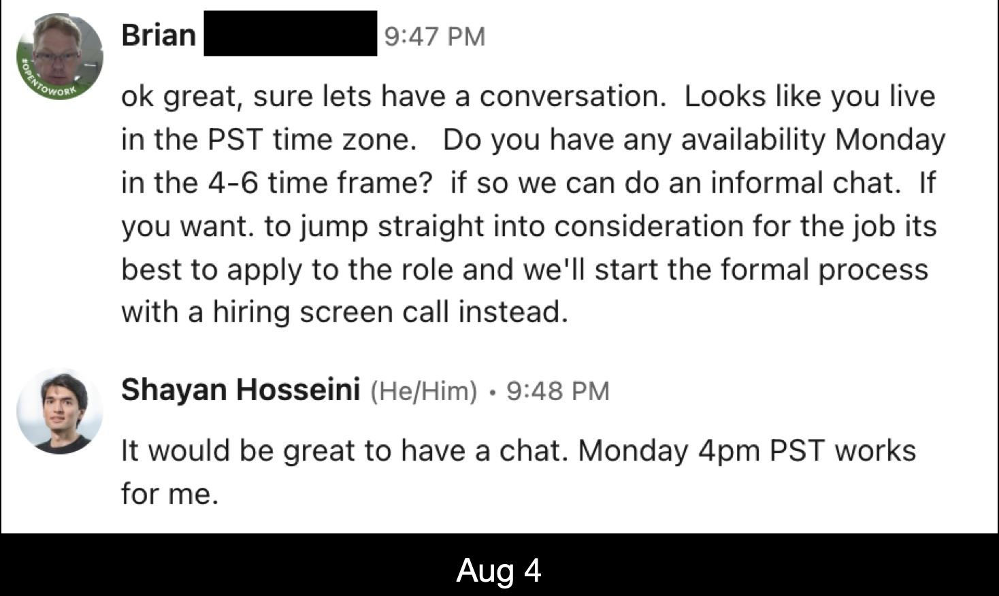 Brian 9:47 PM
#OPENTOWORK
ok great, sure lets have a conversation.  Looks like you live
in the PST time zone.   Do you have any availability Monday
in the 4-6 time frame?  if so we can do an informal chat.  If
you want. to jump straight into consideration for the job its
best to apply to the role and we'll start the formal process
with a hiring screen call instead.
Shayan Hosseini (He/Him) • 9:48 PM
It would be great to have a chat. Monday 4pm PST works
for me.
Aug 4